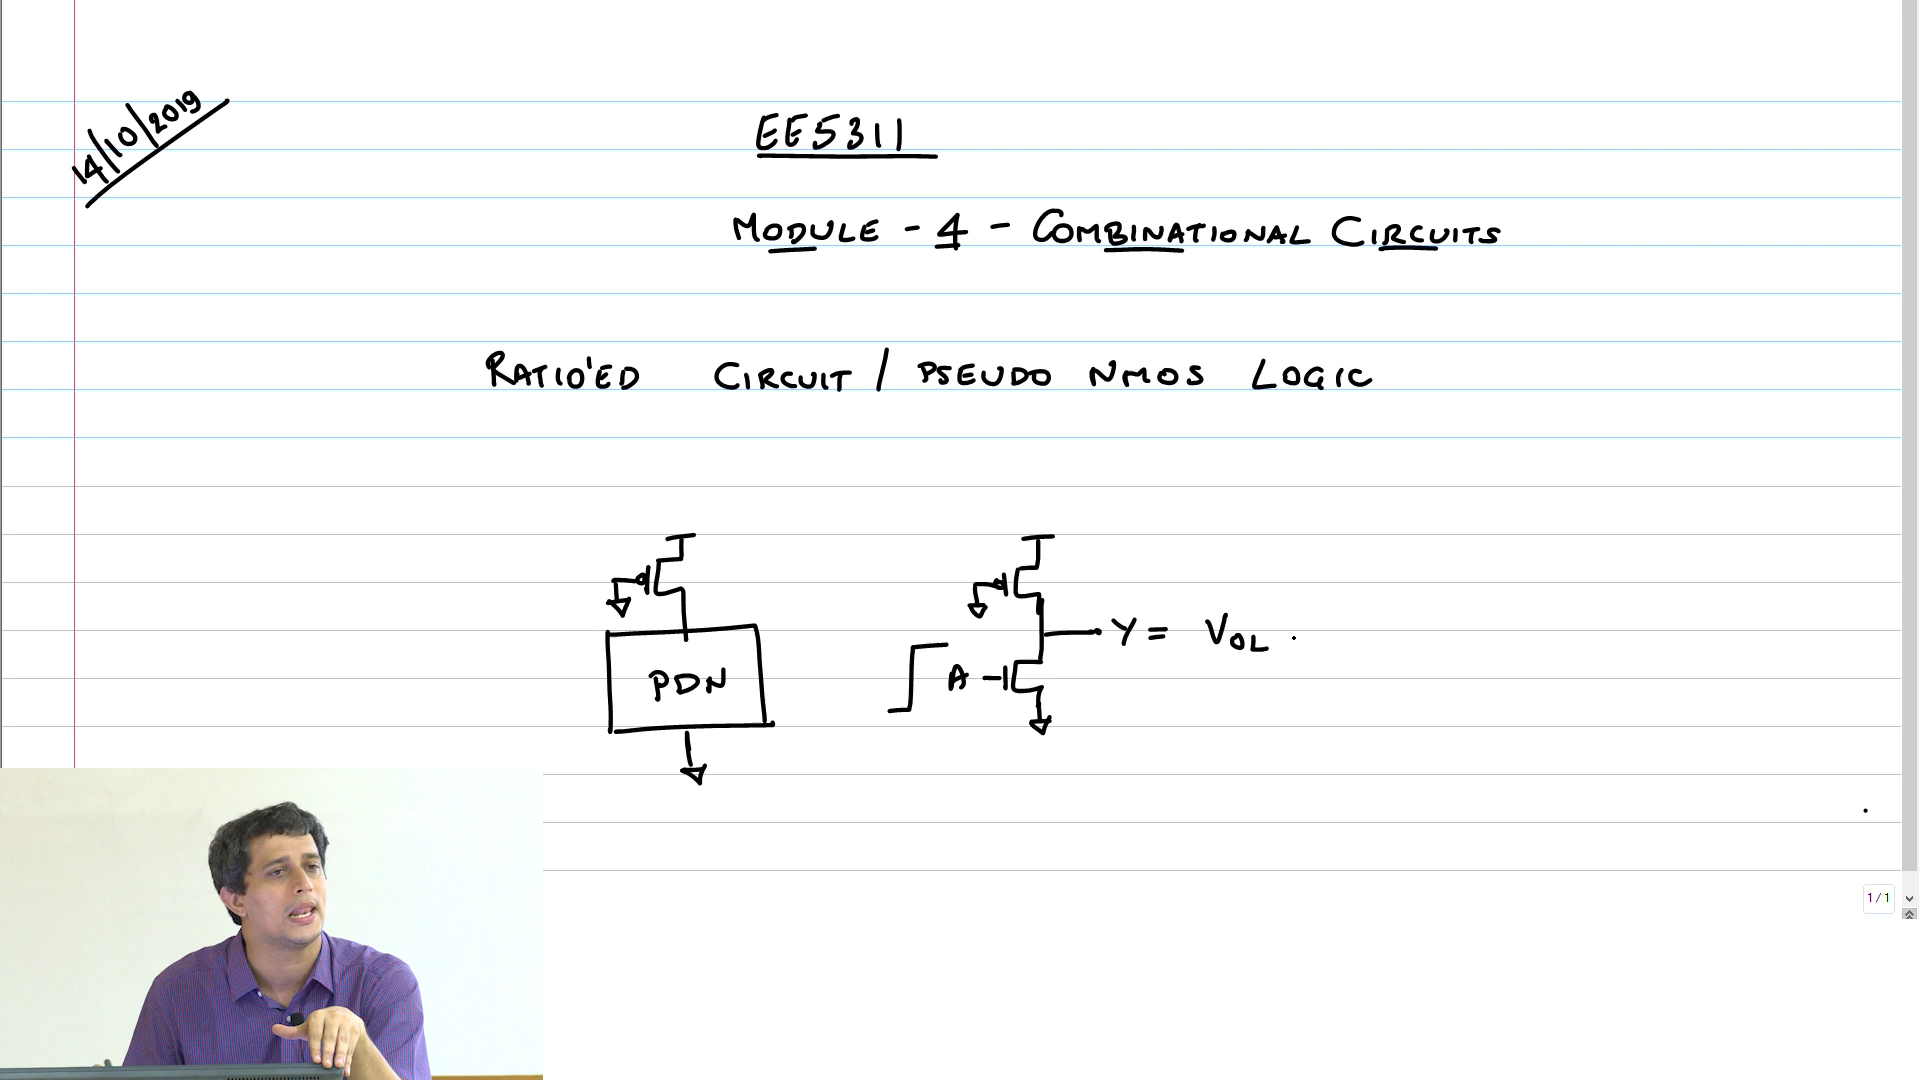 14/10/2019
EE5311
MODULE - 4 - COMBINATIONAL CIRCUITS
RATIO'ED CIRCUIT / PSEUDO NMOS LOGIC
PDN
A
Y = VOL
1 / 1